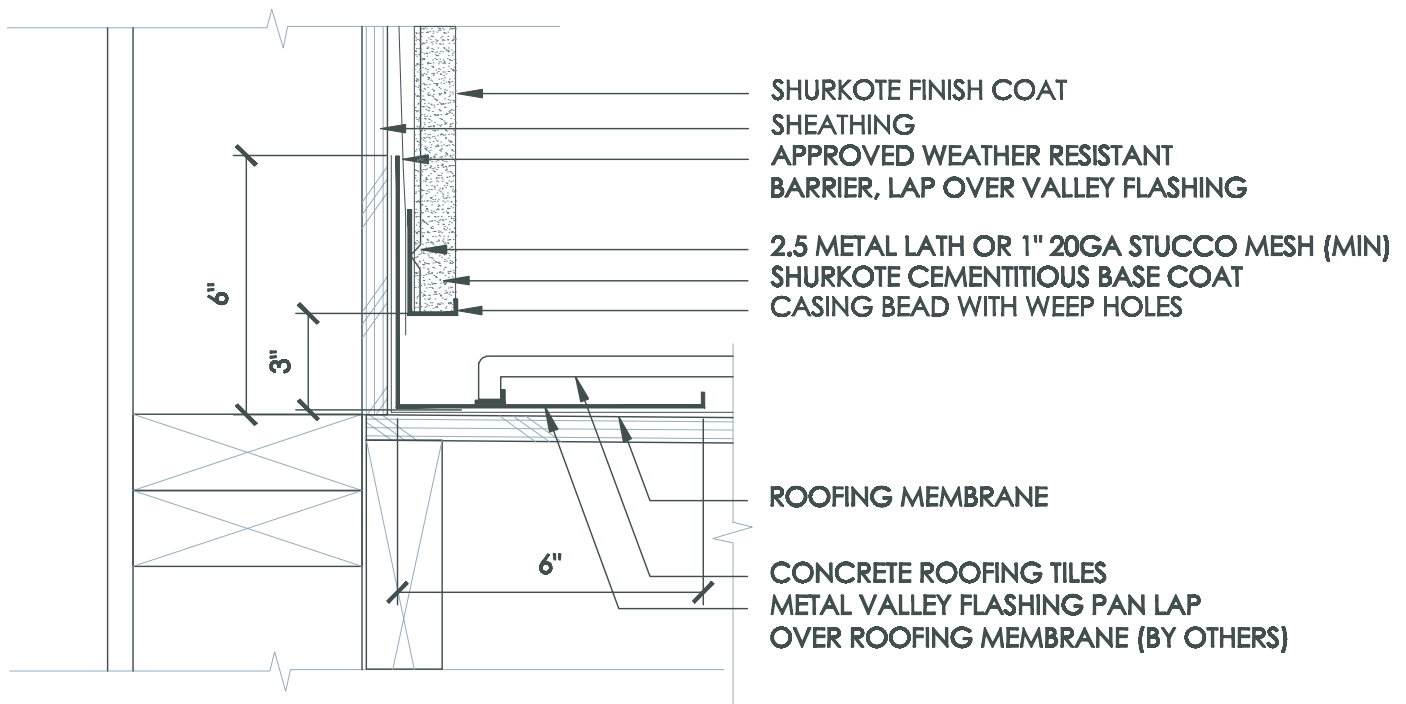 SHURKOTE FINISH COAT
SHEATHING
APPROVED WEATHER RESISTANT
BARRIER, LAP OVER VALLEY FLASHING
2.5 METAL LATH OR 1" 20GA STUCCO MESH (MIN)
SHURKOTE CEMENTITIOUS BASE COAT
CASING BEAD WITH WEEP HOLES
6"
3"
ROOFING MEMBRANE
6"
CONCRETE ROOFING TILES
METAL VALLEY FLASHING PAN LAP
OVER ROOFING MEMBRANE (BY OTHERS)